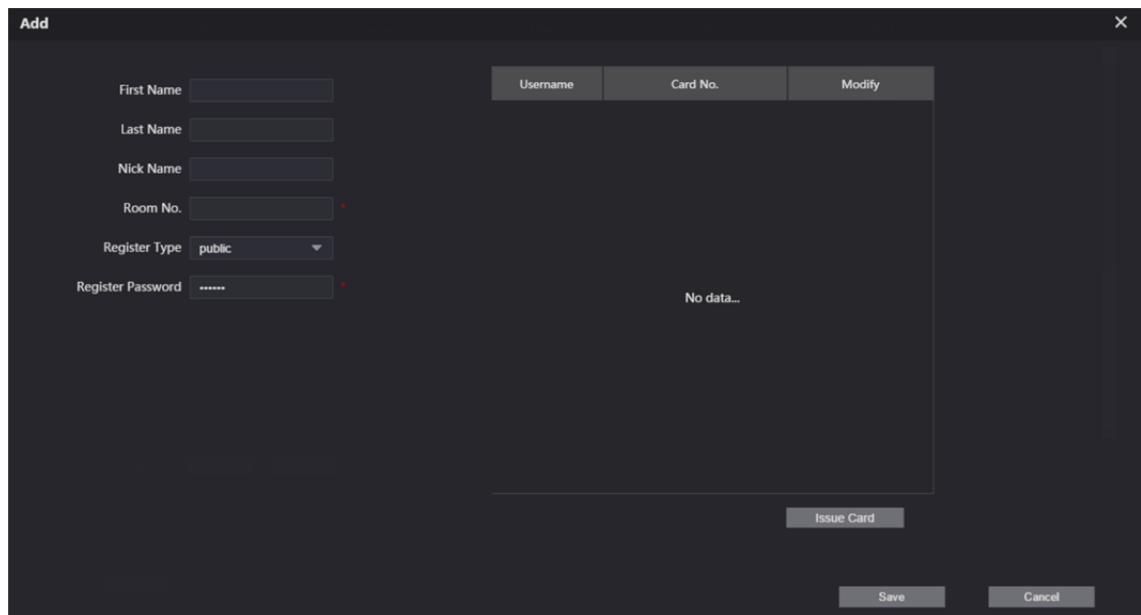 Add
First Name
Last Name
Nick Name
Room No. *
Register Type public
Register Password •••••• *
Username Card No. Modify
No data...
Issue Card
Save Cancel